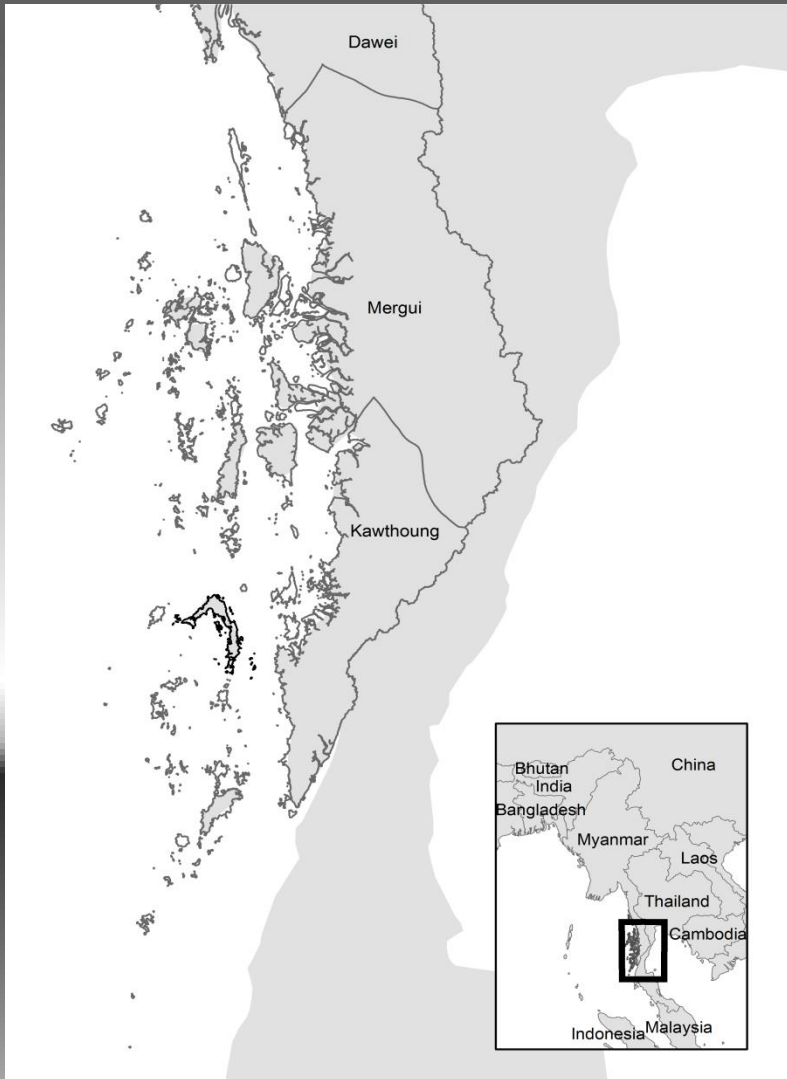 Dawei
Mergui
Kawthoung
China
Bhutan
India
Bangladesh
Myanmar
Laos
Thailand
Cambodia
Indonesia
Malaysia